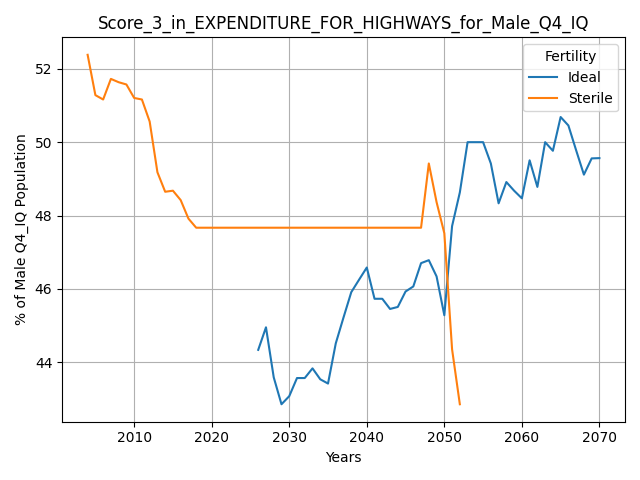 Score_3_in_EXPENDITURE_FOR_HIGHWAYS_for_Male_Q4_IQ
Fertility
Ideal
Sterile
% of Male Q4_IQ Population
52
50
48
46
44
2010 2020 2030 2040 2050 2060 2070
Years